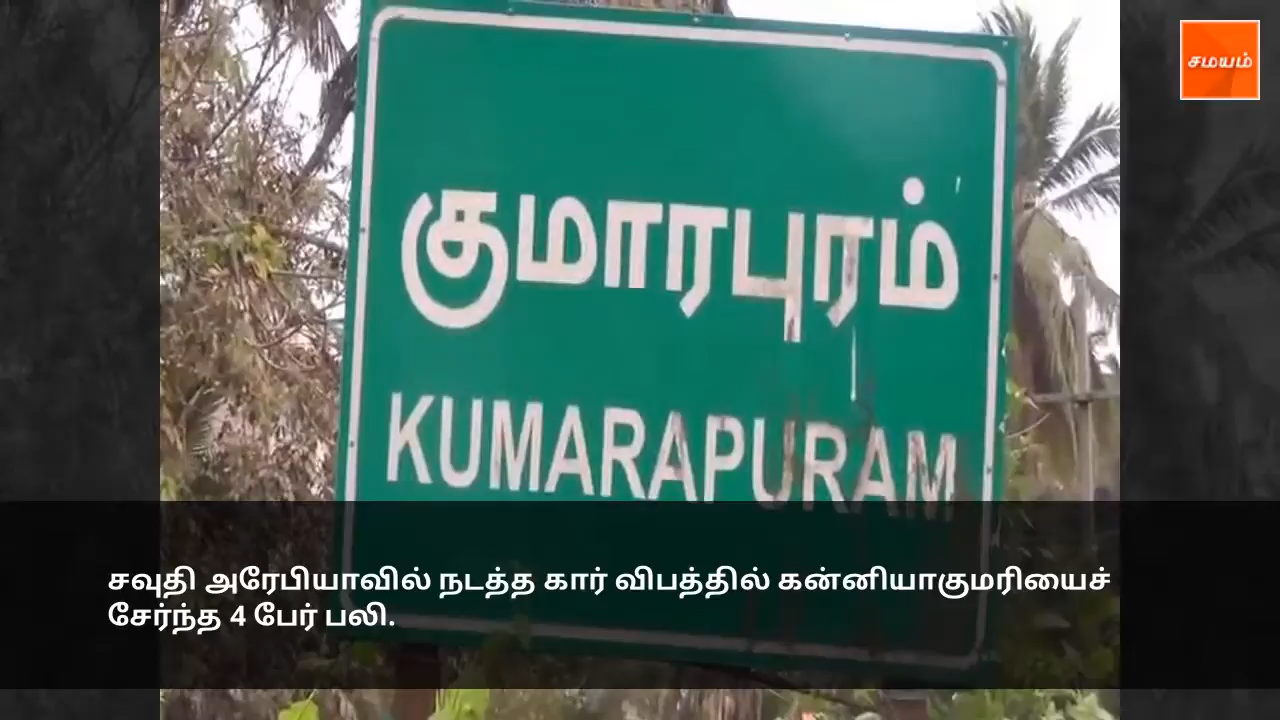 சமயம்
குமாரபுரம்
KUMARAPURAM
சவுதி அரேபியாவில் நடத்த கார் விபத்தில் கன்னியாகுமரியைச்
சேர்ந்த 4 பேர் பலி.